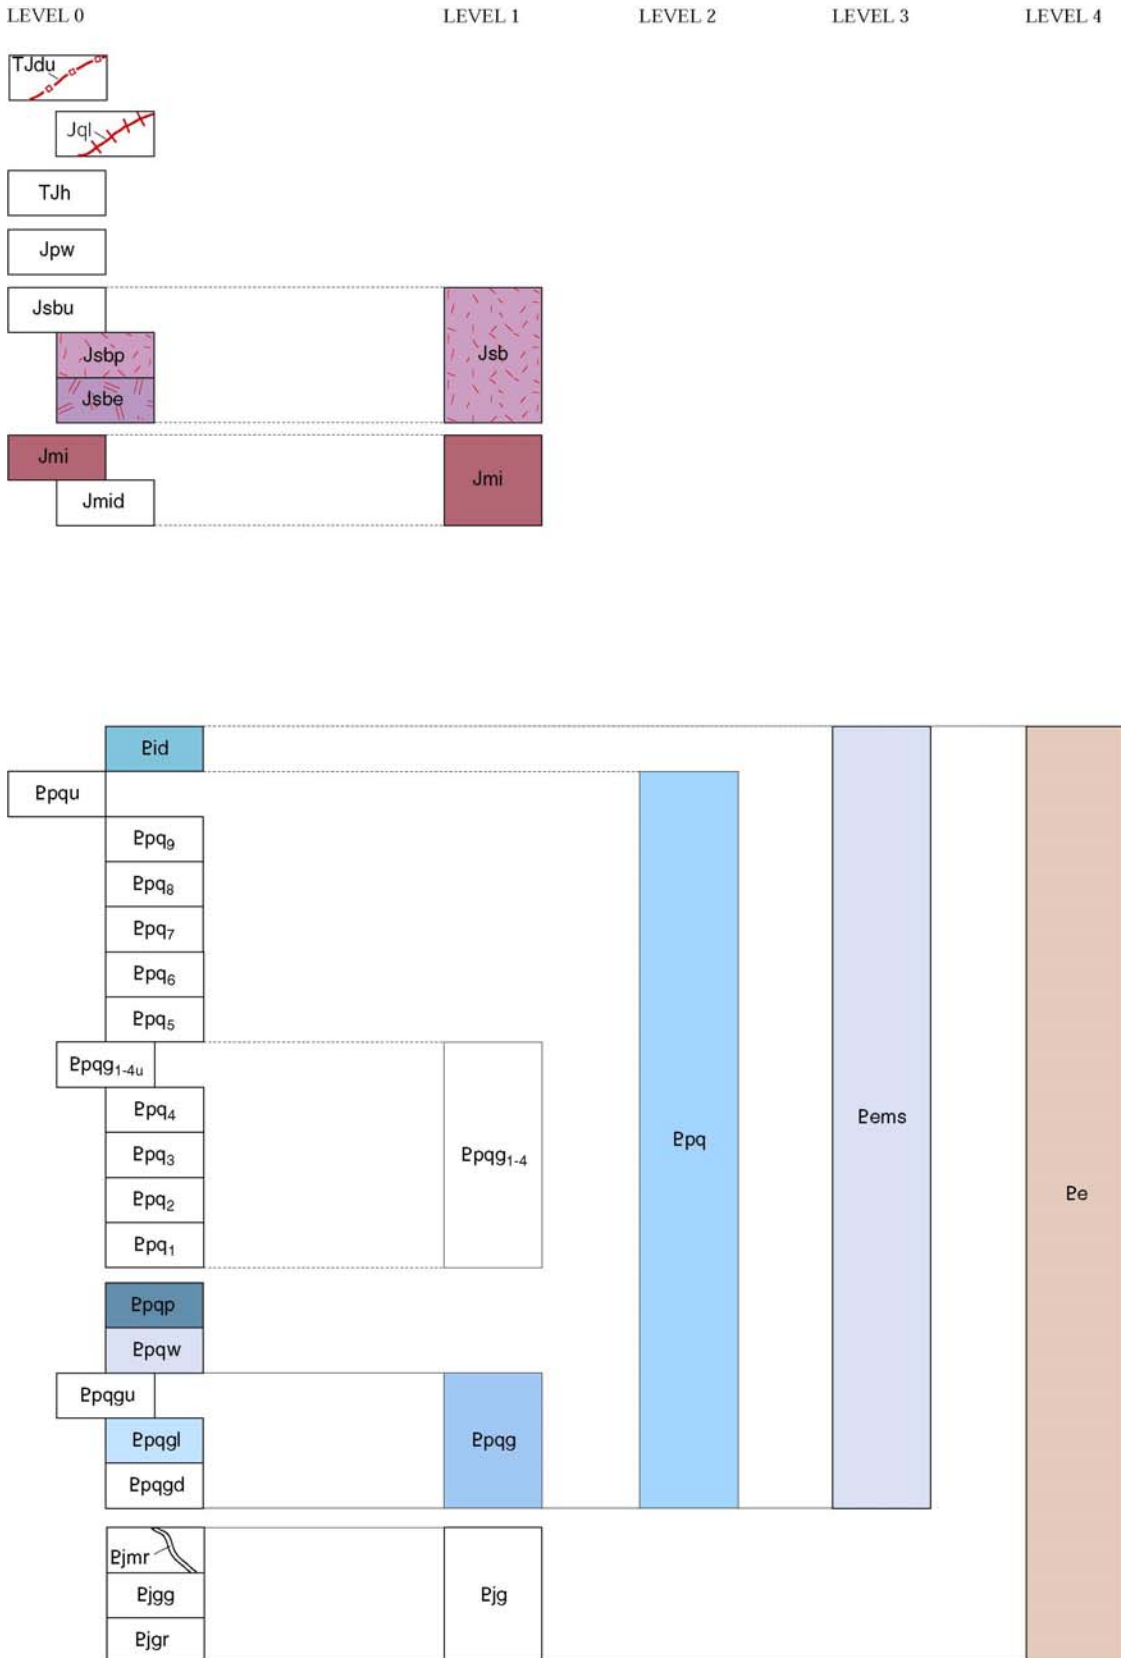 LEVEL 0 LEVEL 1 LEVEL 2 LEVEL 3 LEVEL 4
TJdu
Jql
TJh
Jpw
Jsbu
Jsbp Jsb
Jsbe
Jmi
Jmi
Jmid
Ꝑid
Ꝑpqu
Ꝑpq₉
Ꝑpq₈
Ꝑpq₇
Ꝑpq₆
Ꝑpq₅
Ꝑpqg₁₋₄ᵤ
Ꝑpq₄
Ꝑems
Ꝑpq
Ꝑpq₃ Ꝑpqg₁₋₄
Ꝑpq₂ Ꝑe
Ꝑpq₁
Ꝑpqp
Ꝑpqw
Ꝑpqgu
Ꝑpqgl Ꝑpqg
Ꝑpqgd
Ꝑjmr
Ꝑjgg Ꝑjg
Ꝑjgr